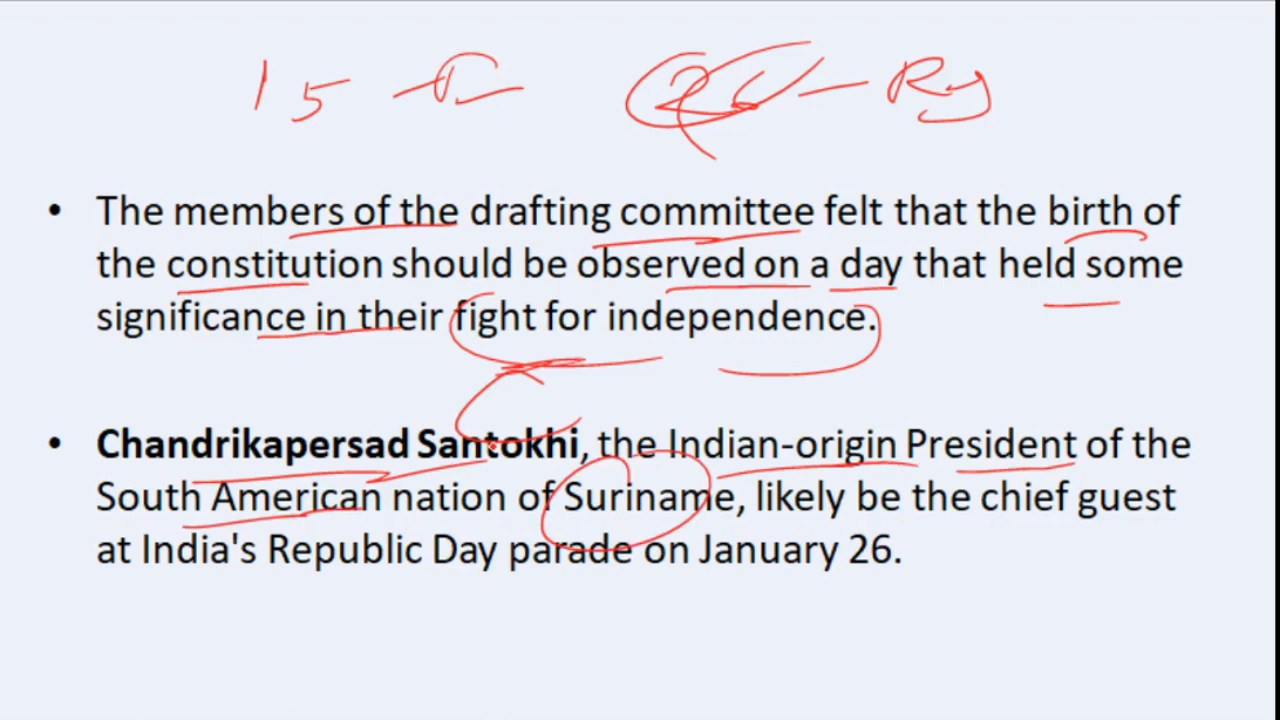 15
• The members of the drafting committee felt that the birth of
the constitution should be observed on a day that held some
significance in their fight for independence.
• Chandrikapersad Santokhi, the Indian-origin President of the
South American nation of Suriname, likely be the chief guest
at India's Republic Day parade on January 26.